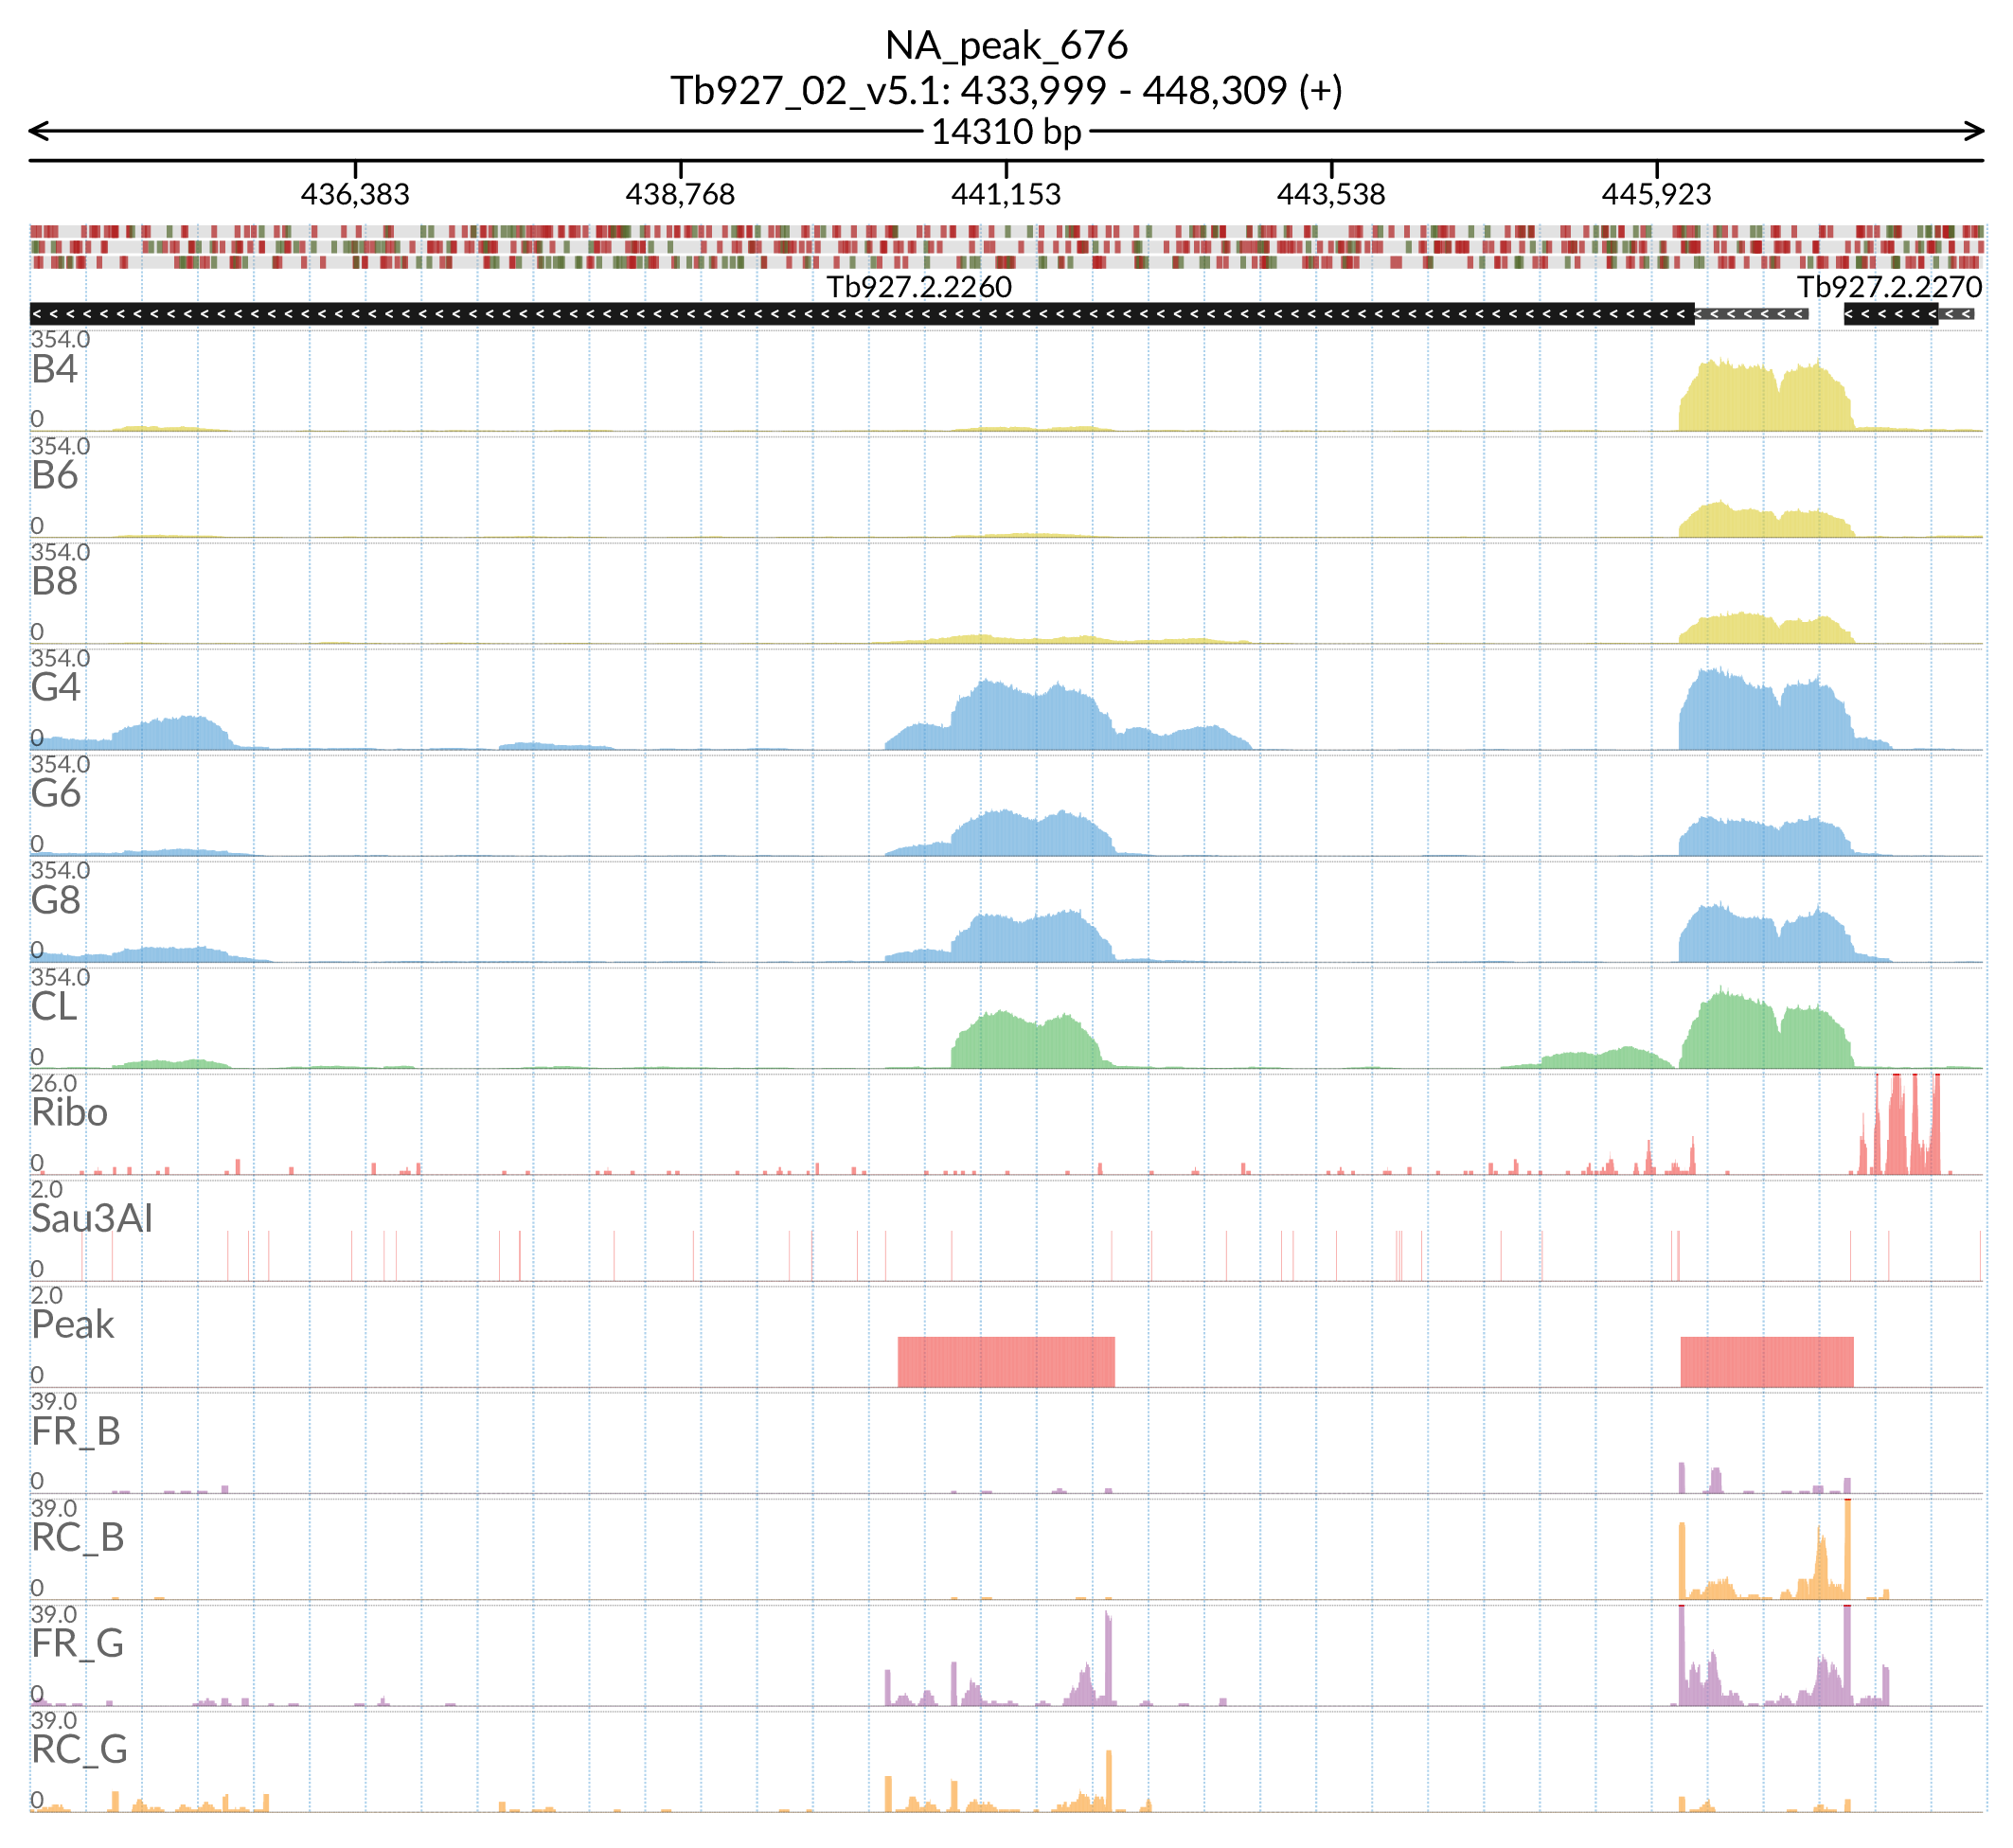 NA_peak_676
Tb927_02_v5.1: 433,999 - 448,309 (+)
14310 bp
436,383 438,768 441,153 443,538 445,923
Tb927.2.2260 Tb927.2.2270
354.0
B4
0
354.0
B6
0
354.0
B8
0
354.0
G4
0
354.0
G6
0
354.0
G8
0
354.0
CL
0
26.0
Ribo
0
2.0
Sau3AI
0
2.0
Peak
0
39.0
FR_B
0
39.0
RC_B
0
39.0
FR_G
0
39.0
RC_G
0